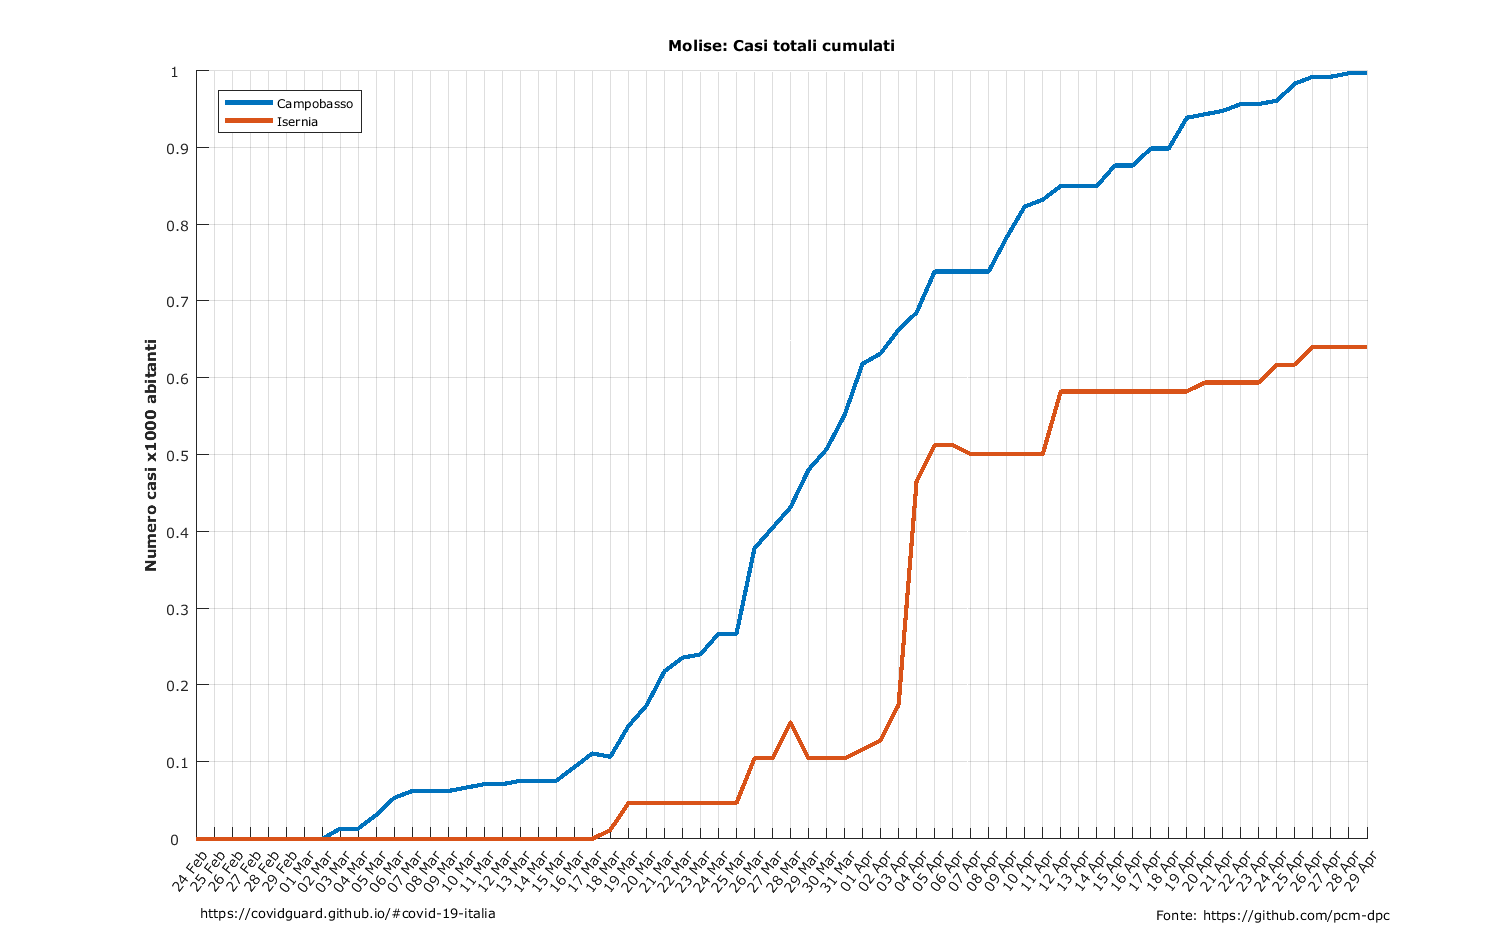 Molise: Casi totali cumulati
Campobasso
Isernia
Numero casi x1000 abitanti
1
0.9
0.8
0.7
0.6
0.5
0.4
0.3
0.2
0.1
0
24 Feb
25 Feb
26 Feb
27 Feb
28 Feb
29 Feb
01 Mar
02 Mar
03 Mar
04 Mar
05 Mar
06 Mar
07 Mar
08 Mar
09 Mar
10 Mar
11 Mar
12 Mar
13 Mar
14 Mar
15 Mar
16 Mar
17 Mar
18 Mar
19 Mar
20 Mar
21 Mar
22 Mar
23 Mar
24 Mar
25 Mar
26 Mar
27 Mar
28 Mar
29 Mar
30 Mar
31 Mar
01 Apr
02 Apr
03 Apr
04 Apr
05 Apr
06 Apr
07 Apr
08 Apr
09 Apr
10 Apr
11 Apr
12 Apr
13 Apr
14 Apr
15 Apr
16 Apr
17 Apr
18 Apr
19 Apr
20 Apr
21 Apr
22 Apr
23 Apr
24 Apr
25 Apr
26 Apr
27 Apr
28 Apr
29 Apr
https://covidguard.github.io/#covid-19-italia
Fonte: https://github.com/pcm-dpc